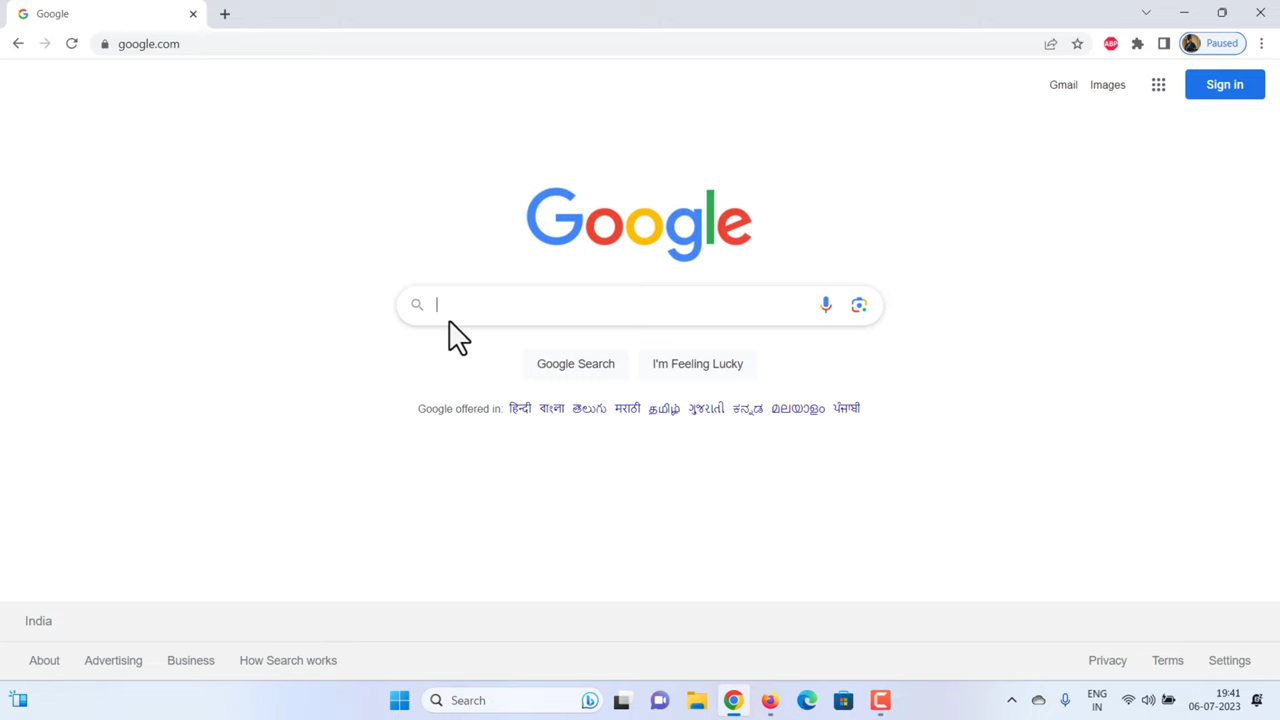 Google
google.com
ABP
Paused
Gmail
Images
Sign in
Google
Google Search
I'm Feeling Lucky
Google offered in: हिन्दी বাংলা తెలుగు मराठी தமிழ் ગુજરાતી ಕನ್ನಡ മലയാളം ਪੰਜਾਬੀ
India
About
Advertising
Business
How Search works
Privacy
Terms
Settings
Search
ENG
IN
19:41
06-07-2023